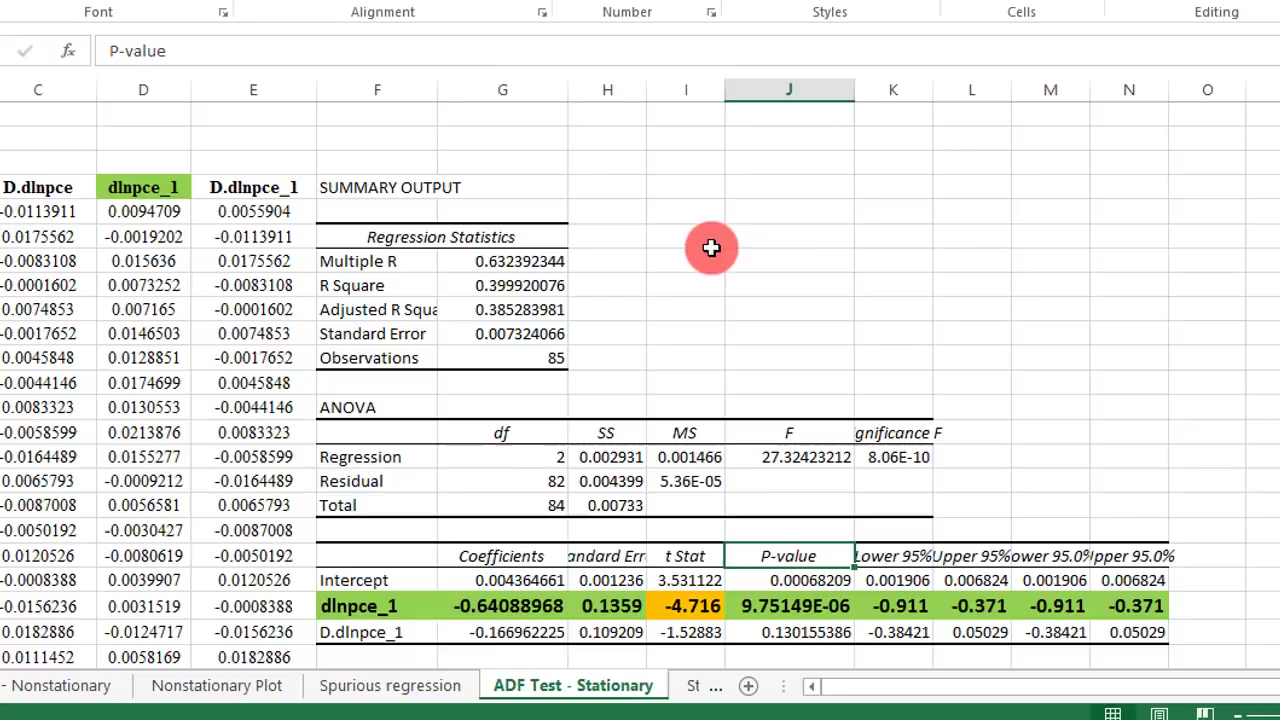 Font Alignment Number Styles Cells Editing
fx P-value
C D E F G H I J K L M N O
D.dlnpce dlnpce_1 D.dlnpce_1 SUMMARY OUTPUT
-0.0113911 0.0094709 0.0055904
0.0175562 -0.0019202 -0.0113911 Regression Statistics
-0.0083108 0.015636 0.0175562 Multiple R 0.632392344
-0.0001602 0.0073252 -0.0083108 R Square 0.399920076
0.0074853 0.007165 -0.0001602 Adjusted R Squa 0.385283981
-0.0017652 0.0146503 0.0074853 Standard Error 0.007324066
0.0045848 0.0128851 -0.0017652 Observations 85
-0.0044146 0.0174699 0.0045848
0.0083323 0.0130553 -0.0044146 ANOVA
-0.0058599 0.0213876 0.0083323 df SS MS F gnificance F
-0.0164489 0.0155277 -0.0058599 Regression 2 0.002931 0.001466 27.32423212 8.06E-10
0.0065793 -0.0009212 -0.0164489 Residual 82 0.004399 5.36E-05
-0.0087008 0.0056581 0.0065793 Total 84 0.00733
-0.0050192 -0.0030427 -0.0087008
0.0120526 -0.0080619 -0.0050192 Coefficients andard Err t Stat P-value Lower 95% Upper 95% ower 95.0% Upper 95.0%
-0.0008388 0.0039907 0.0120526 Intercept 0.004364661 0.001236 3.531122 0.00068209 0.001906 0.006824 0.001906 0.006824
-0.0156236 0.0031519 -0.0008388 dlnpce_1 -0.64088968 0.1359 -4.716 9.75149E-06 -0.911 -0.371 -0.911 -0.371
0.0182886 -0.0124717 -0.0156236 D.dlnpce_1 -0.166962225 0.109209 -1.52883 0.130155386 -0.38421 0.05029 -0.38421 0.05029
0.0111452 0.0058169 0.0182886
- Nonstationary Nonstationary Plot Spurious regression ADF Test - Stationary St ...